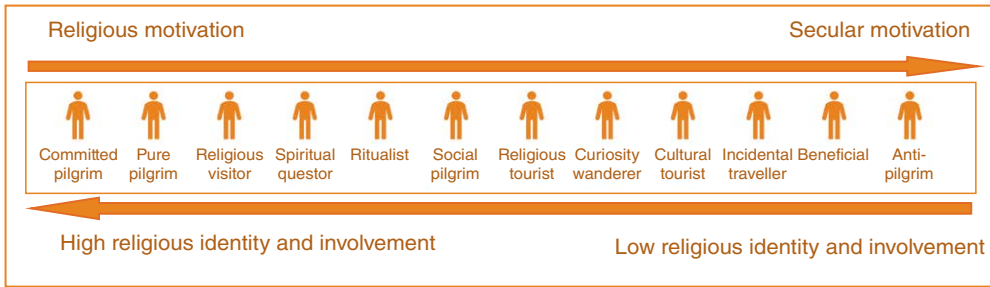 Religious motivation
Secular motivation
Committed pilgrim
Pure pilgrim
Religious visitor
Spiritual questor
Ritualist
Social pilgrim
Religious tourist
Curiosity wanderer
Cultural tourist
Incidental traveller
Beneficial
Anti-pilgrim
High religious identity and involvement
Low religious identity and involvement